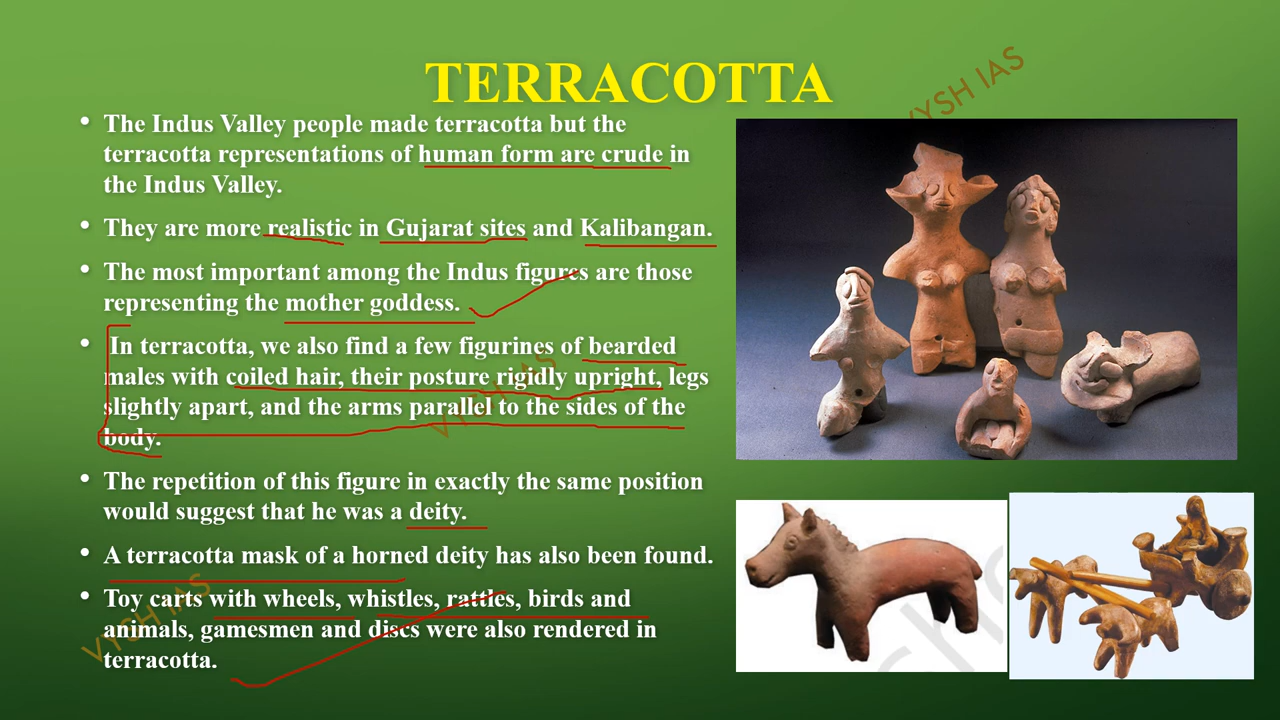 TERRACOTTA
VYSH IAS
• The Indus Valley people made terracotta but the
terracotta representations of human form are crude in
the Indus Valley.
• They are more realistic in Gujarat sites and Kalibangan.
• The most important among the Indus figures are those
representing the mother goddess.
• In terracotta, we also find a few figurines of bearded
males with coiled hair, their posture rigidly upright, legs
slightly apart, and the arms parallel to the sides of the
body.
VYSH IAS
• The repetition of this figure in exactly the same position
would suggest that he was a deity.
• A terracotta mask of a horned deity has also been found.
• Toy carts with wheels, whistles, rattles, birds and
animals, gamesmen and discs were also rendered in
terracotta.
VYSH IAS